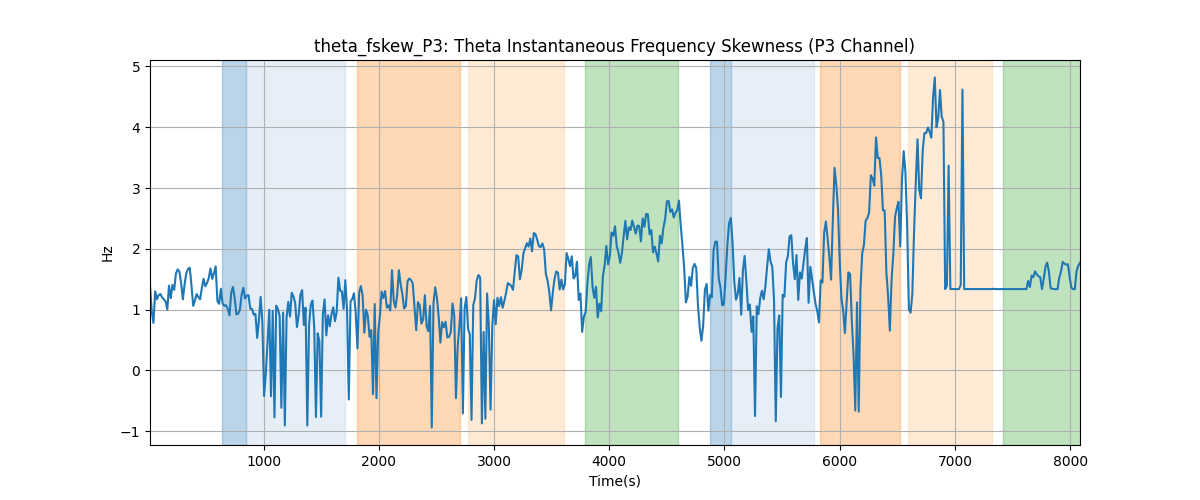 theta_fskew_P3: Theta Instantaneous Frequency Skewness (P3 Channel)
5
4
3
2
1
0
−1
Hz
1000 2000 3000 4000 5000 6000 7000 8000
Time(s)